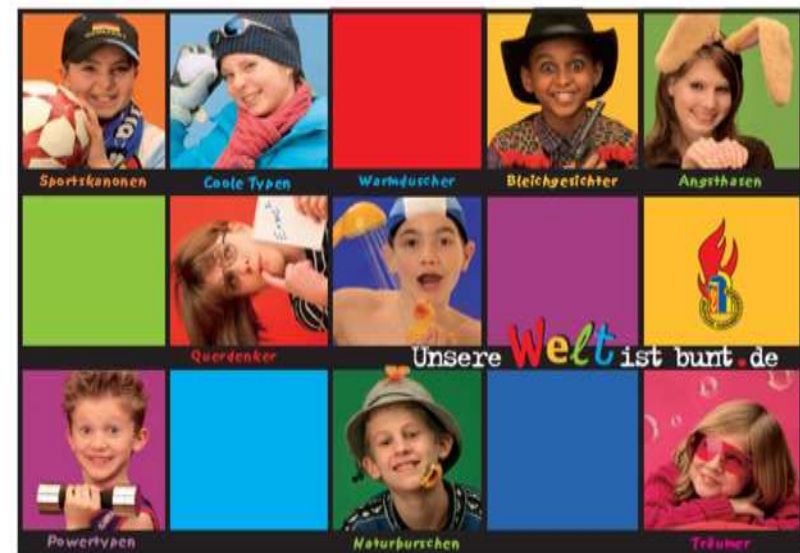 Sportskanonen
Coole Typen
Warmduscher
Bleichgesichter
Angsthasen
Querdenker
Unsere Welt ist bunt.de
Powertypen
Naturburschen
Träumer